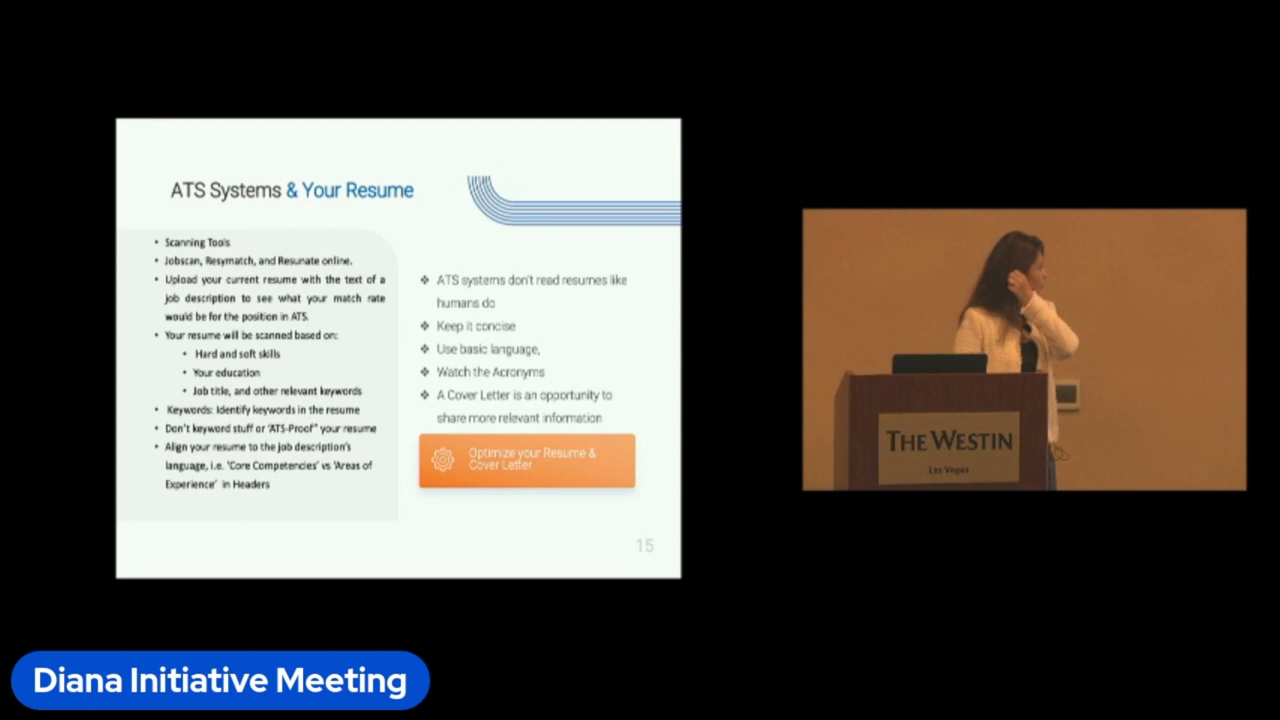 ATS Systems & Your Resume
• Scanning Tools
• Jobscan, Resymatch, and Resunate online.
• Upload your current resume with the text of a
job description to see what your match rate
would be for the position in ATS.
• Your resume will be scanned based on:
• Hard and soft skills
• Your education
• Job title, and other relevant keywords
• Keywords: Identify keywords in the resume
• Don't keyword stuff or 'ATS-Proof" your resume
• Align your resume to the job description's
language, i.e. 'Core Competencies' vs 'Areas of
Experience' in Headers
❖ ATS systems don't read resumes like
humans do
❖ Keep it concise
❖ Use basic language,
❖ Watch the Acronyms
❖ A Cover Letter is an opportunity to
share more relevant information
Optimize your Resume &
Cover Letter
15
THE WESTIN
Las Vegas
Diana Initiative Meeting